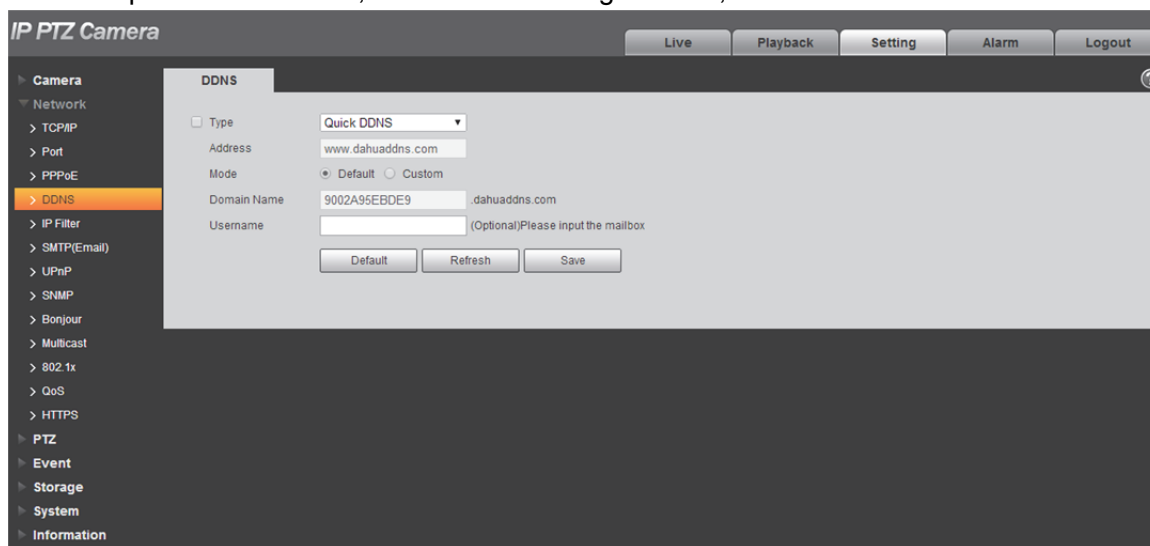 IP PTZ Camera
Live
Playback
Setting
Alarm
Logout
Camera
Network
TCP/IP
Port
PPPoE
DDNS
IP Filter
SMTP(Email)
UPnP
SNMP
Bonjour
Multicast
802.1x
QoS
HTTPS
PTZ
Event
Storage
System
Information
DDNS
Type Quick DDNS
Address www.dahuaddns.com
Mode Default Custom
Domain Name 9002A95EBDE9 .dahuaddns.com
Username (Optional)Please input the mailbox
Default Refresh Save